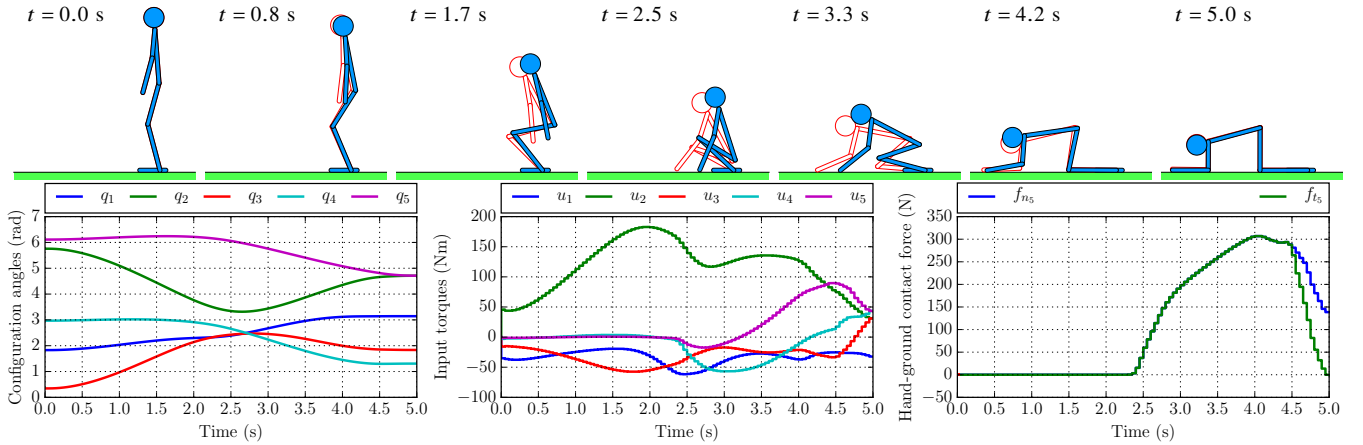 t = 0.0 s
t = 0.8 s
t = 1.7 s
t = 2.5 s
t = 3.3 s
t = 4.2 s
t = 5.0 s
q1 q2 q3 q4 q5
Configuration angles (rad)
7
6
5
4
3
2
1
0
0.0 0.5 1.0 1.5 2.0 2.5 3.0 3.5 4.0 4.5 5.0
Time (s)
u1 u2 u3 u4 u5
Input torques (Nm)
200
150
100
50
0
−50
−100
0.0 0.5 1.0 1.5 2.0 2.5 3.0 3.5 4.0 4.5 5.0
Time (s)
fn5 ft5
Hand-ground contact force (N)
350
300
250
200
150
100
50
0
−50
0.0 0.5 1.0 1.5 2.0 2.5 3.0 3.5 4.0 4.5 5.0
Time (s)